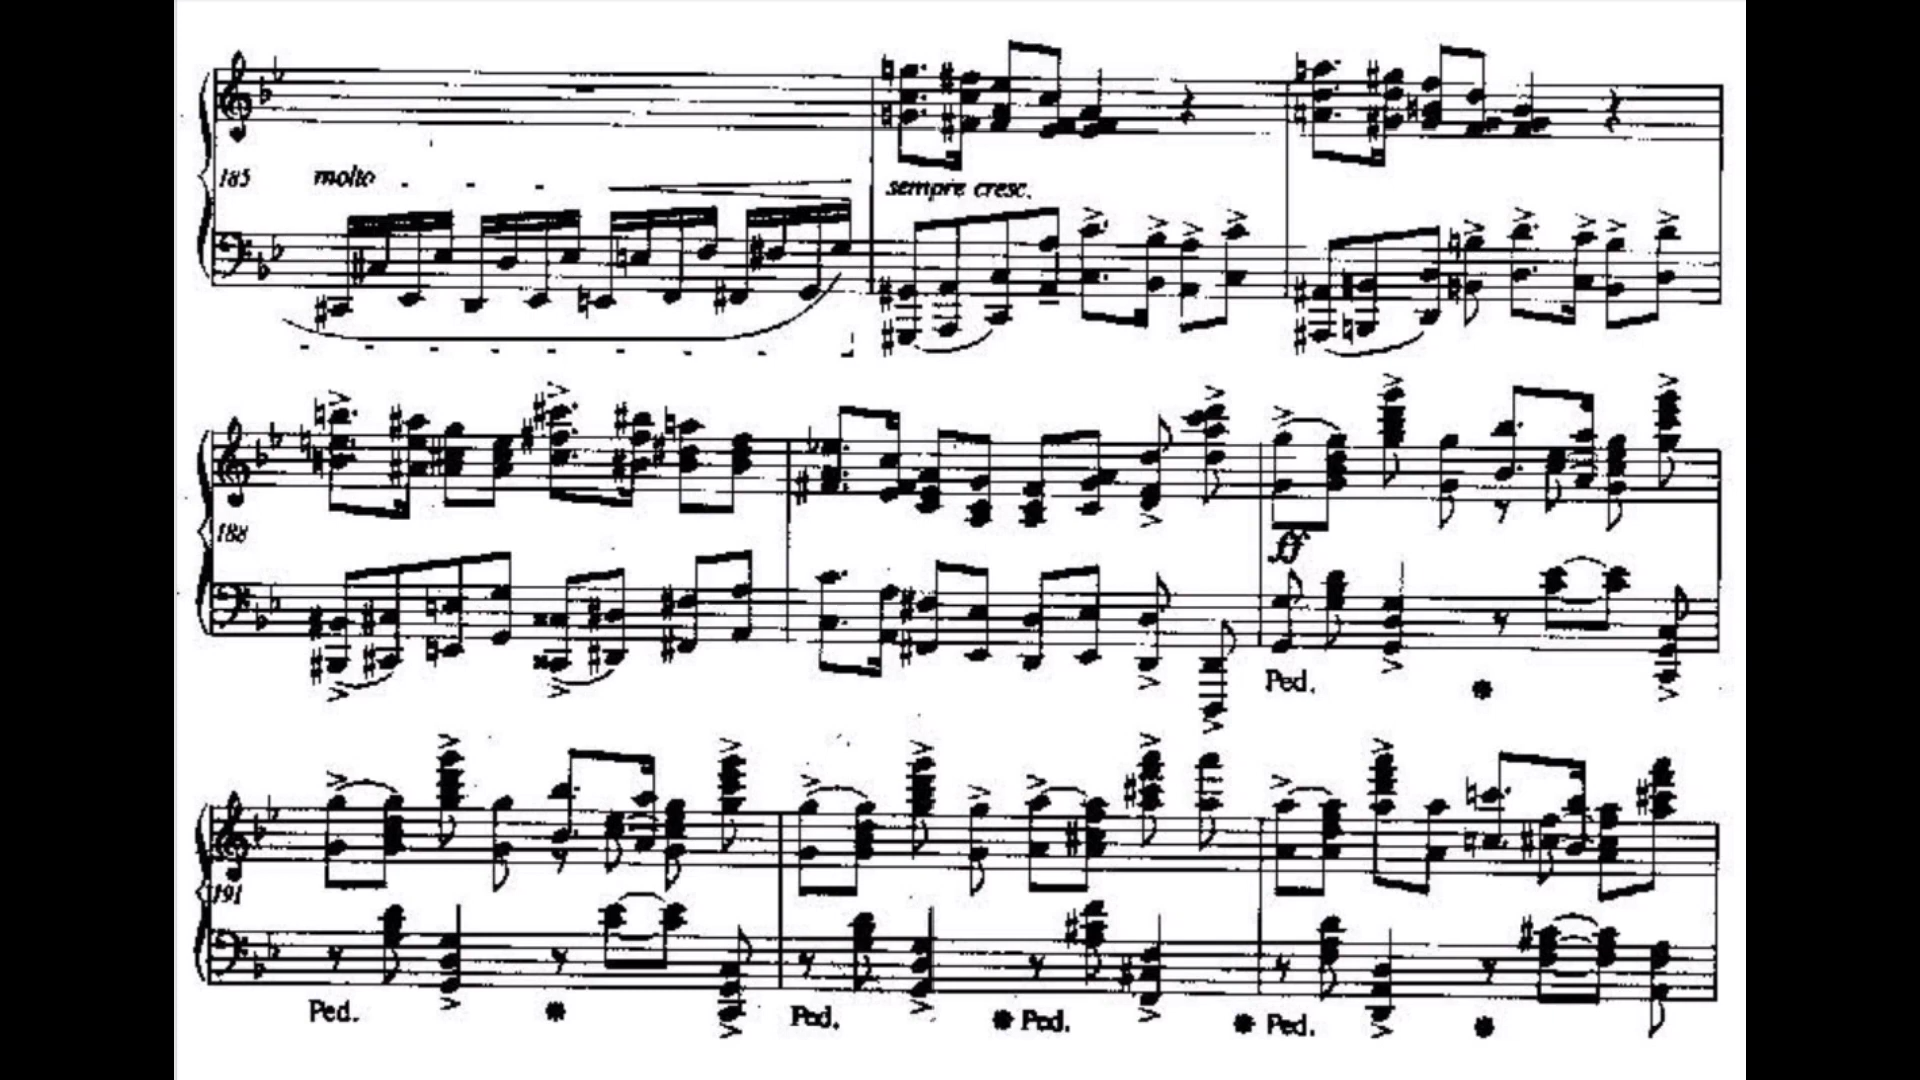 185 molto sempre cresc.
188 ff
Ped.
191
Ped. Ped. Ped. Ped.